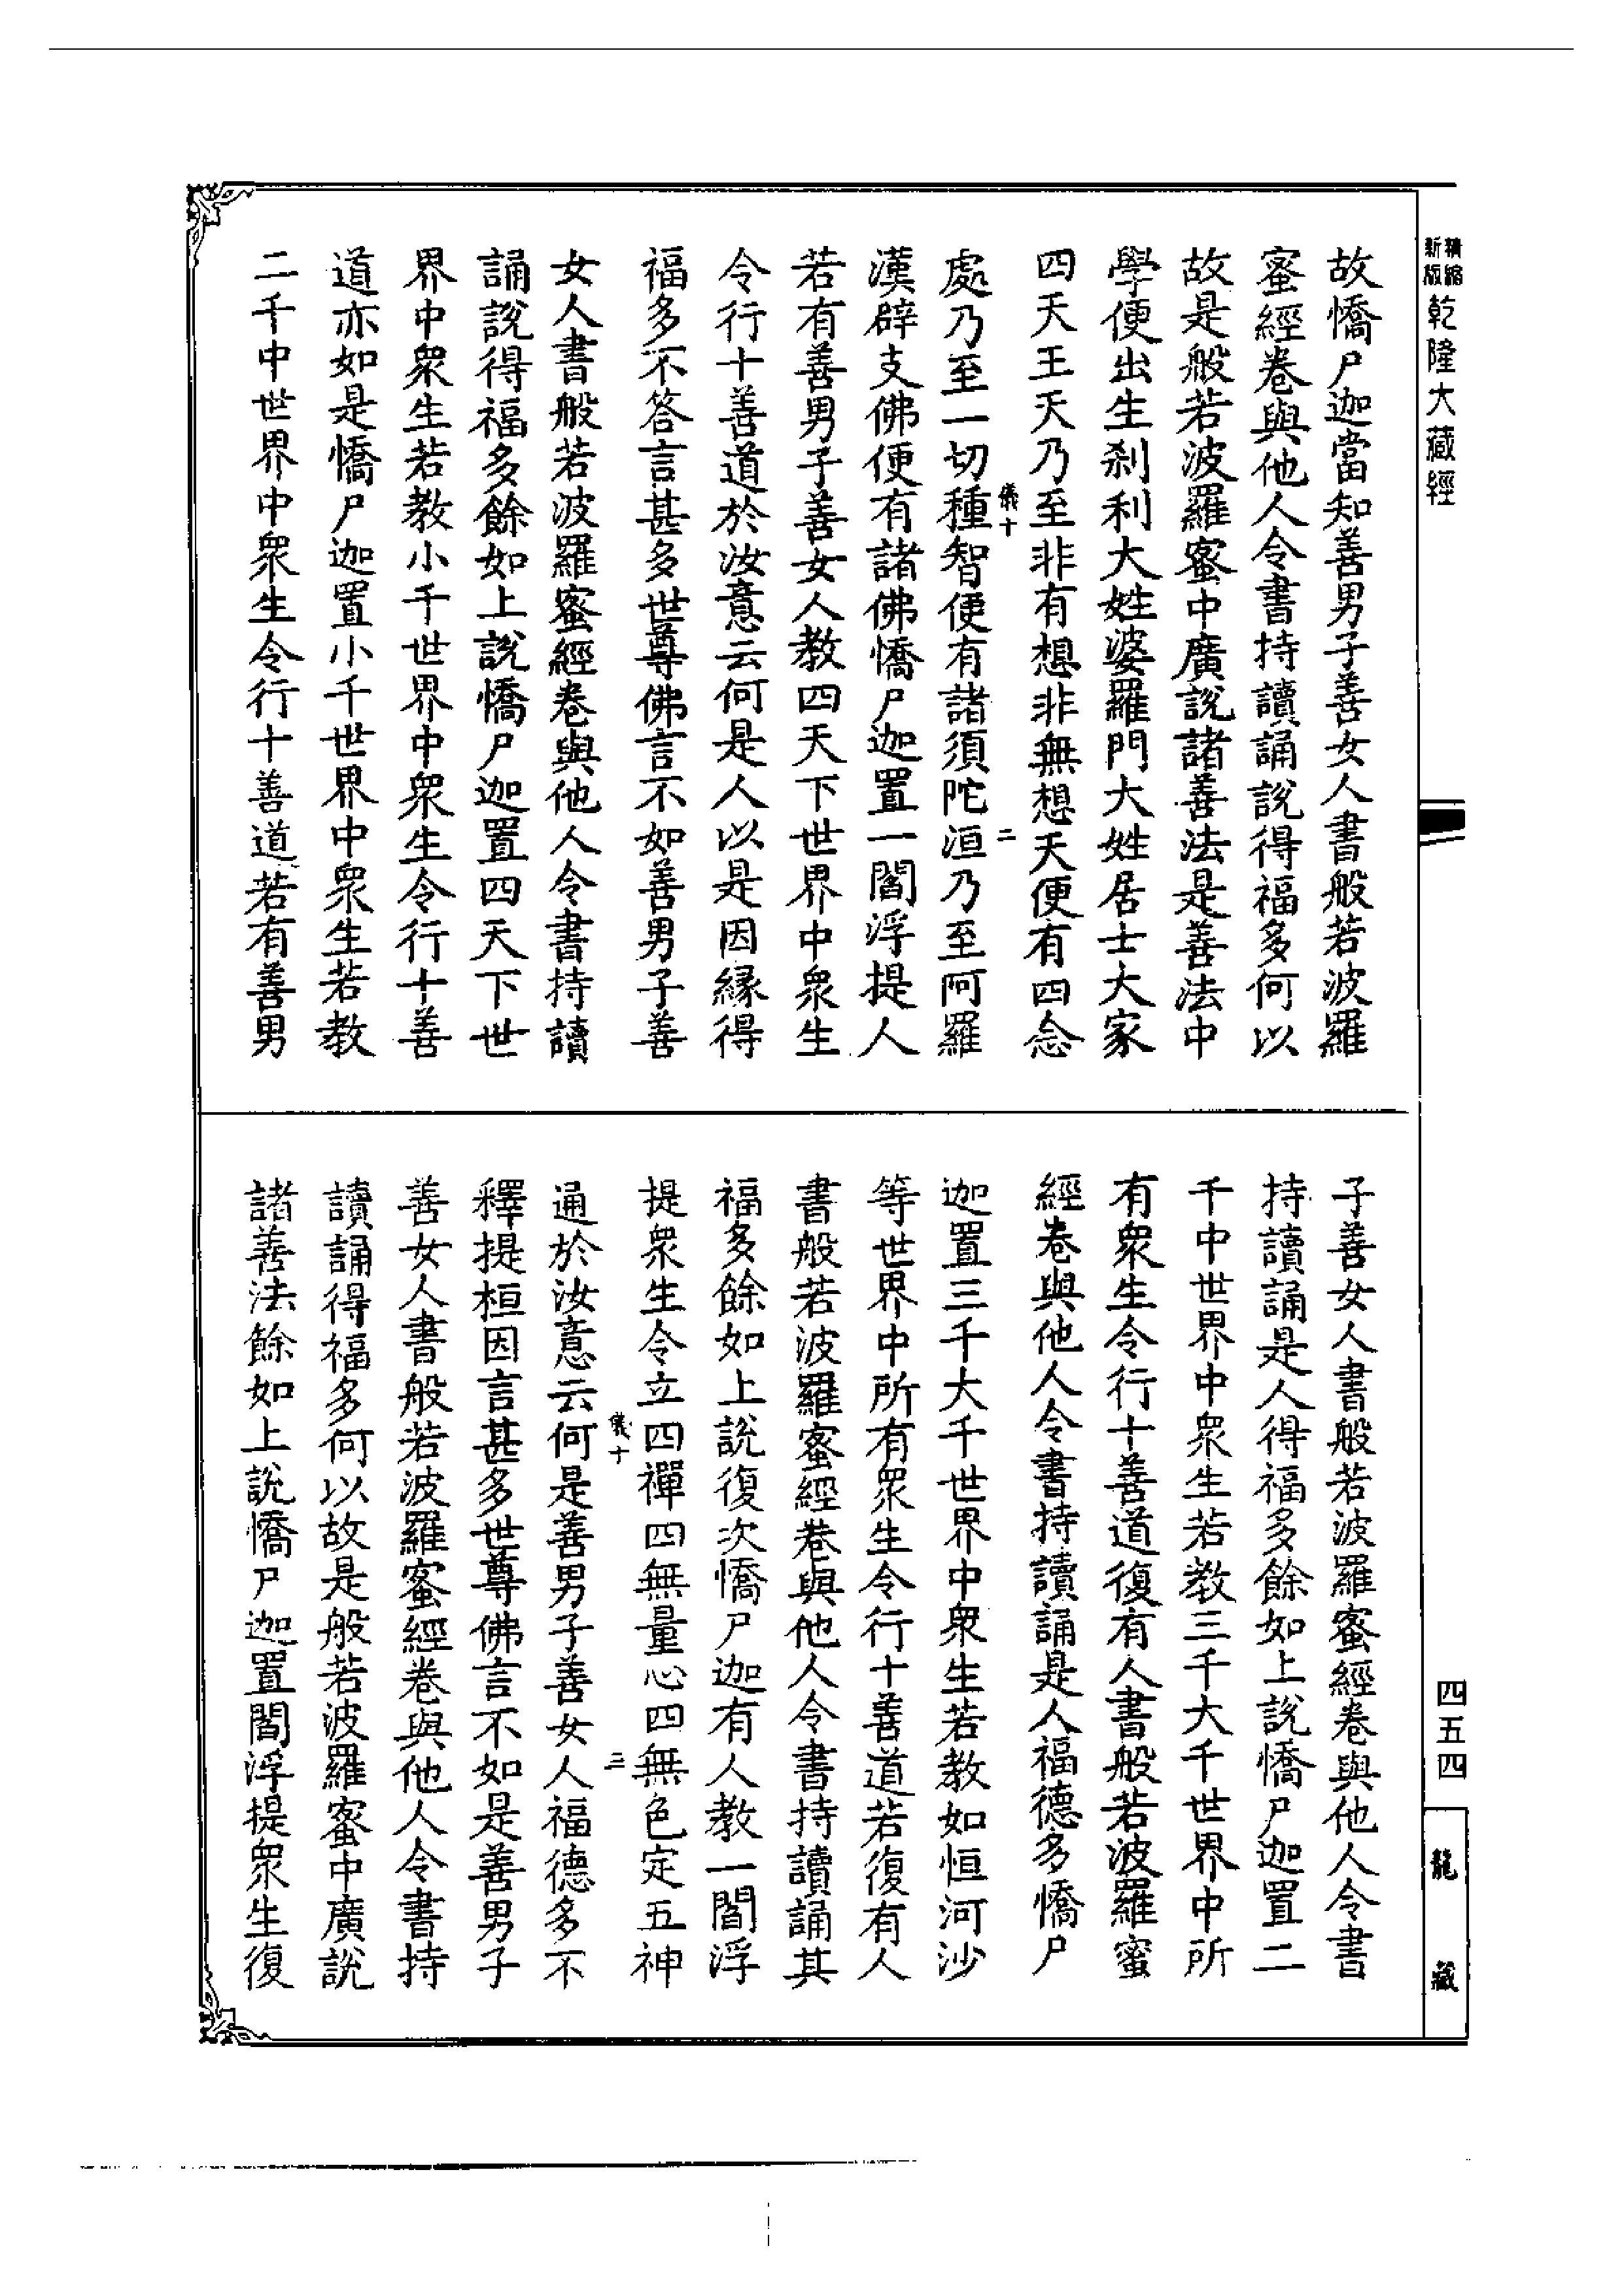 新版精縮乾隆大藏經
故憍尸迦當知善男子善女人書般若波羅
蜜經卷與他人令書持讀誦說得福多何以
故是般若波羅蜜中廣說諸善法是善法中
學便出生剎利大姓婆羅門大姓居士大家
四天王天乃至非有想非無想天便有四念
儀十 二
處乃至一切種智便有諸須陀洹乃至阿羅
漢辟支佛便有諸佛憍尸迦置一閻浮提人
若有善男子善女人教四天下世界中眾生
令行十善道於汝意云何是人以是因緣得
福多不答言甚多世尊佛言不如善男子善
女人書般若波羅蜜經卷與他人令書持讀
誦說得福多餘如上說憍尸迦置四天下世
界中眾生若教小千世界中眾生令行十善
道亦如是憍尸迦置小千世界中眾生若教
二千中世界中眾生令行十善道若有善男
子善女人書般若波羅蜜經卷與他人令書
持讀誦是人得福多餘如上說憍尸迦置二
千中世界中眾生若教三千大千世界中所
有眾生令行十善道復有人書般若波羅蜜
經卷與他人令書持讀誦是人福德多憍尸
迦置三千大千世界中眾生若教如恒河沙
等世界中所有眾生令行十善道若復有人
書般若波羅蜜經卷與他人令書持讀誦其
福多餘如上說復次憍尸迦有人教一閻浮
提眾生令立四禪四無量心四無色定五神
儀十 三
通於汝意云何是善男子善女人福德多不
釋提桓因言甚多世尊佛言不如是善男子
善女人書般若波羅蜜經卷與他人令書持
讀誦得福多何以故是般若波羅蜜中廣說
諸善法餘如上說憍尸迦置閻浮提眾生復
四五四
龍藏